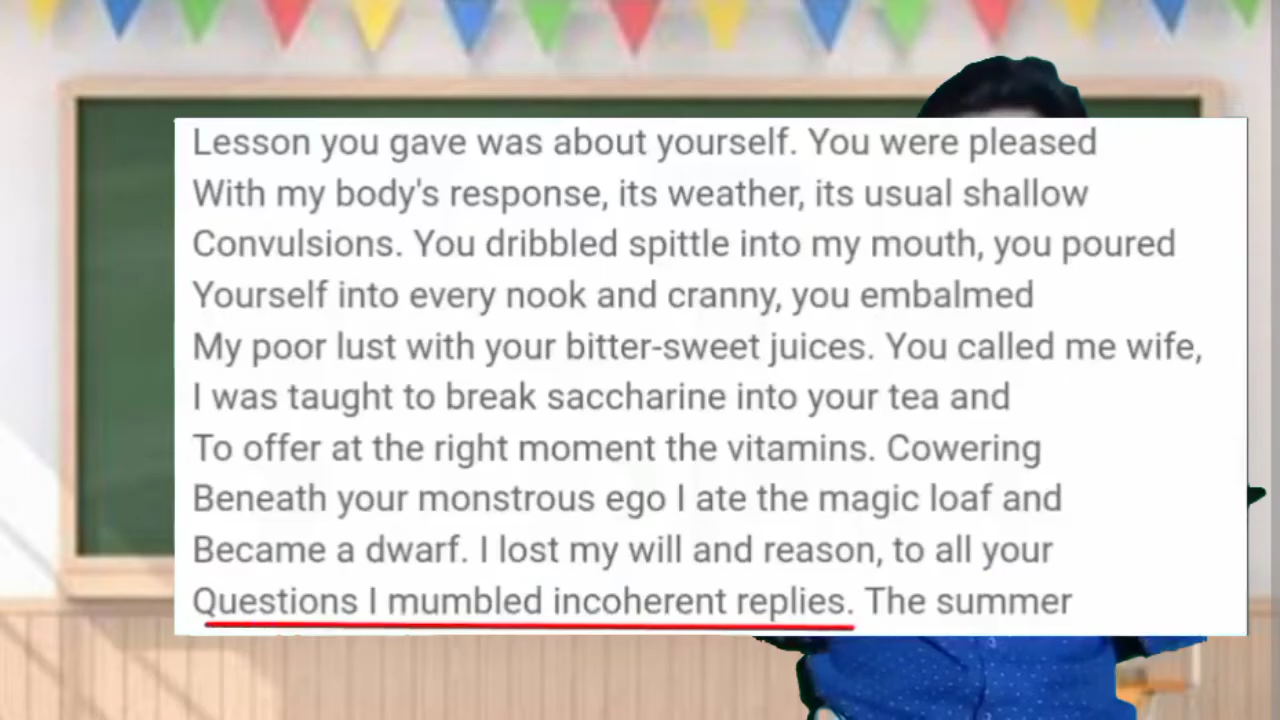 Lesson you gave was about yourself. You were pleased
With my body's response, its weather, its usual shallow
Convulsions. You dribbled spittle into my mouth, you poured
Yourself into every nook and cranny, you embalmed
My poor lust with your bitter-sweet juices. You called me wife,
I was taught to break saccharine into your tea and
To offer at the right moment the vitamins. Cowering
Beneath your monstrous ego I ate the magic loaf and
Became a dwarf. I lost my will and reason, to all your
Questions I mumbled incoherent replies. The summer